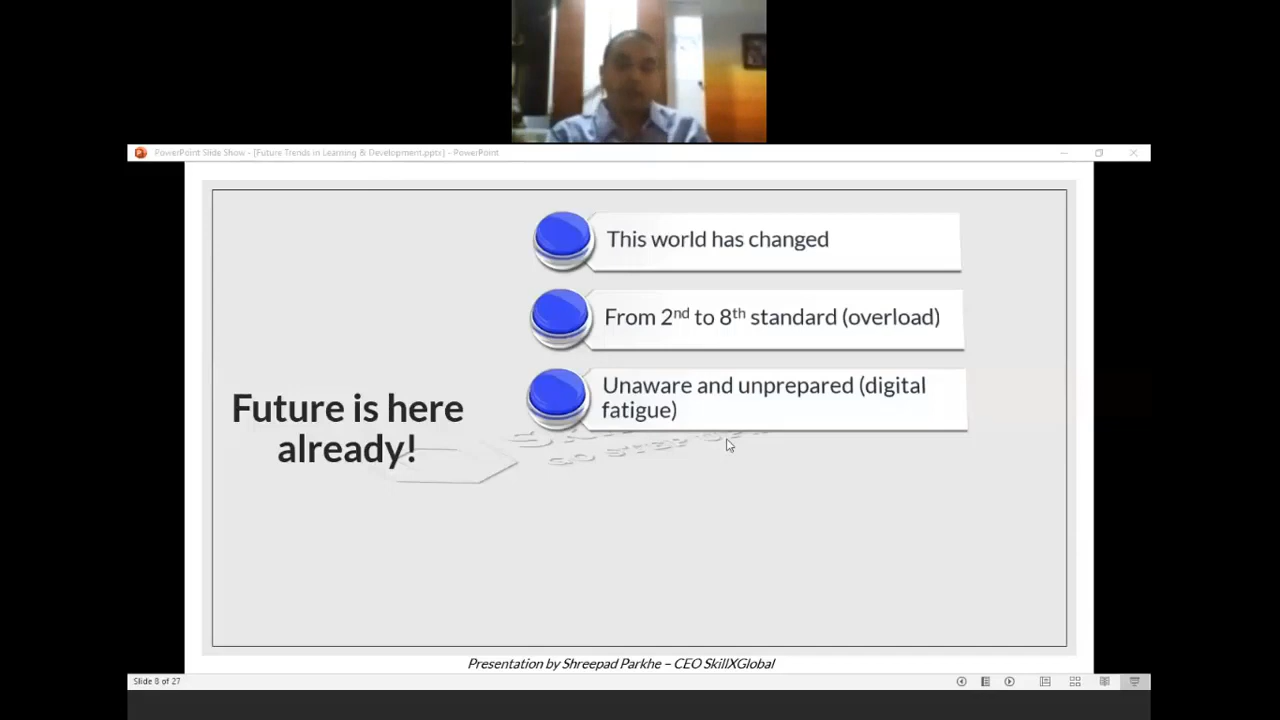 PowerPoint Slide Show - [Future Trends in Learning & Development.pptx] - PowerPoint
This world has changed
From 2nd to 8th standard (overload)
Unaware and unprepared (digital
fatigue)
Future is here
already!
GO STEP
Presentation by Shreepad Parkhe – CEO SkillXGlobal
Slide 8 of 27